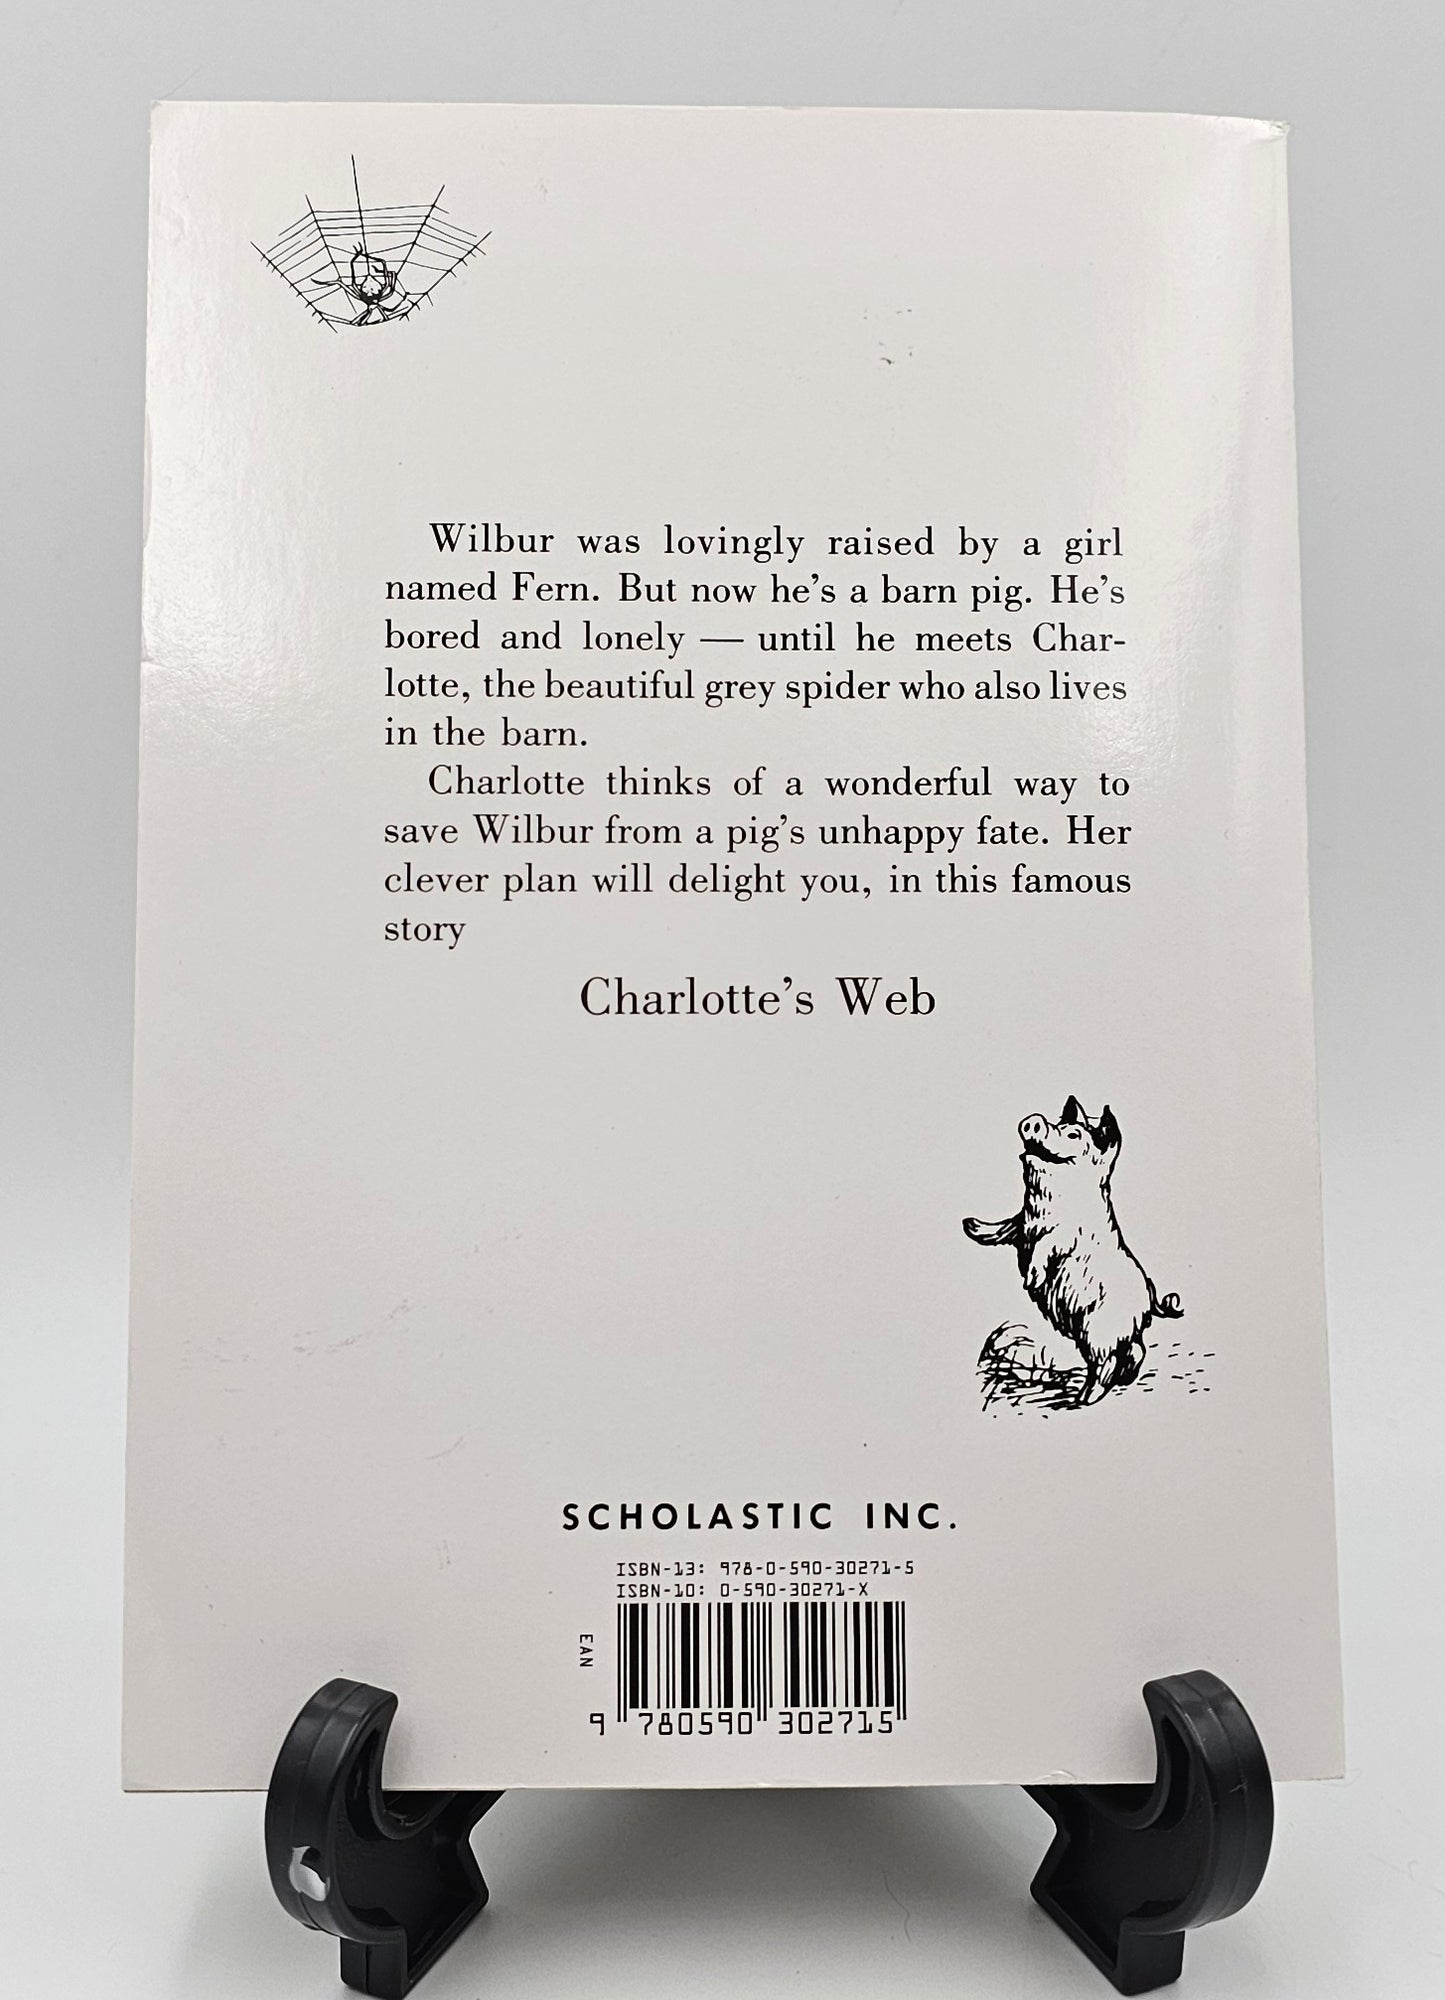 Wilbur was lovingly raised by a girl
named Fern. But now he's a barn pig. He's
bored and lonely — until he meets Char-
lotte, the beautiful grey spider who also lives
in the barn.
Charlotte thinks of a wonderful way to
save Wilbur from a pig's unhappy fate. Her
clever plan will delight you, in this famous
story
Charlotte's Web
SCHOLASTIC INC.
ISBN-13: 978-0-590-30271-5
ISBN-10: 0-590-30271-X
EAN
9 780590 302715